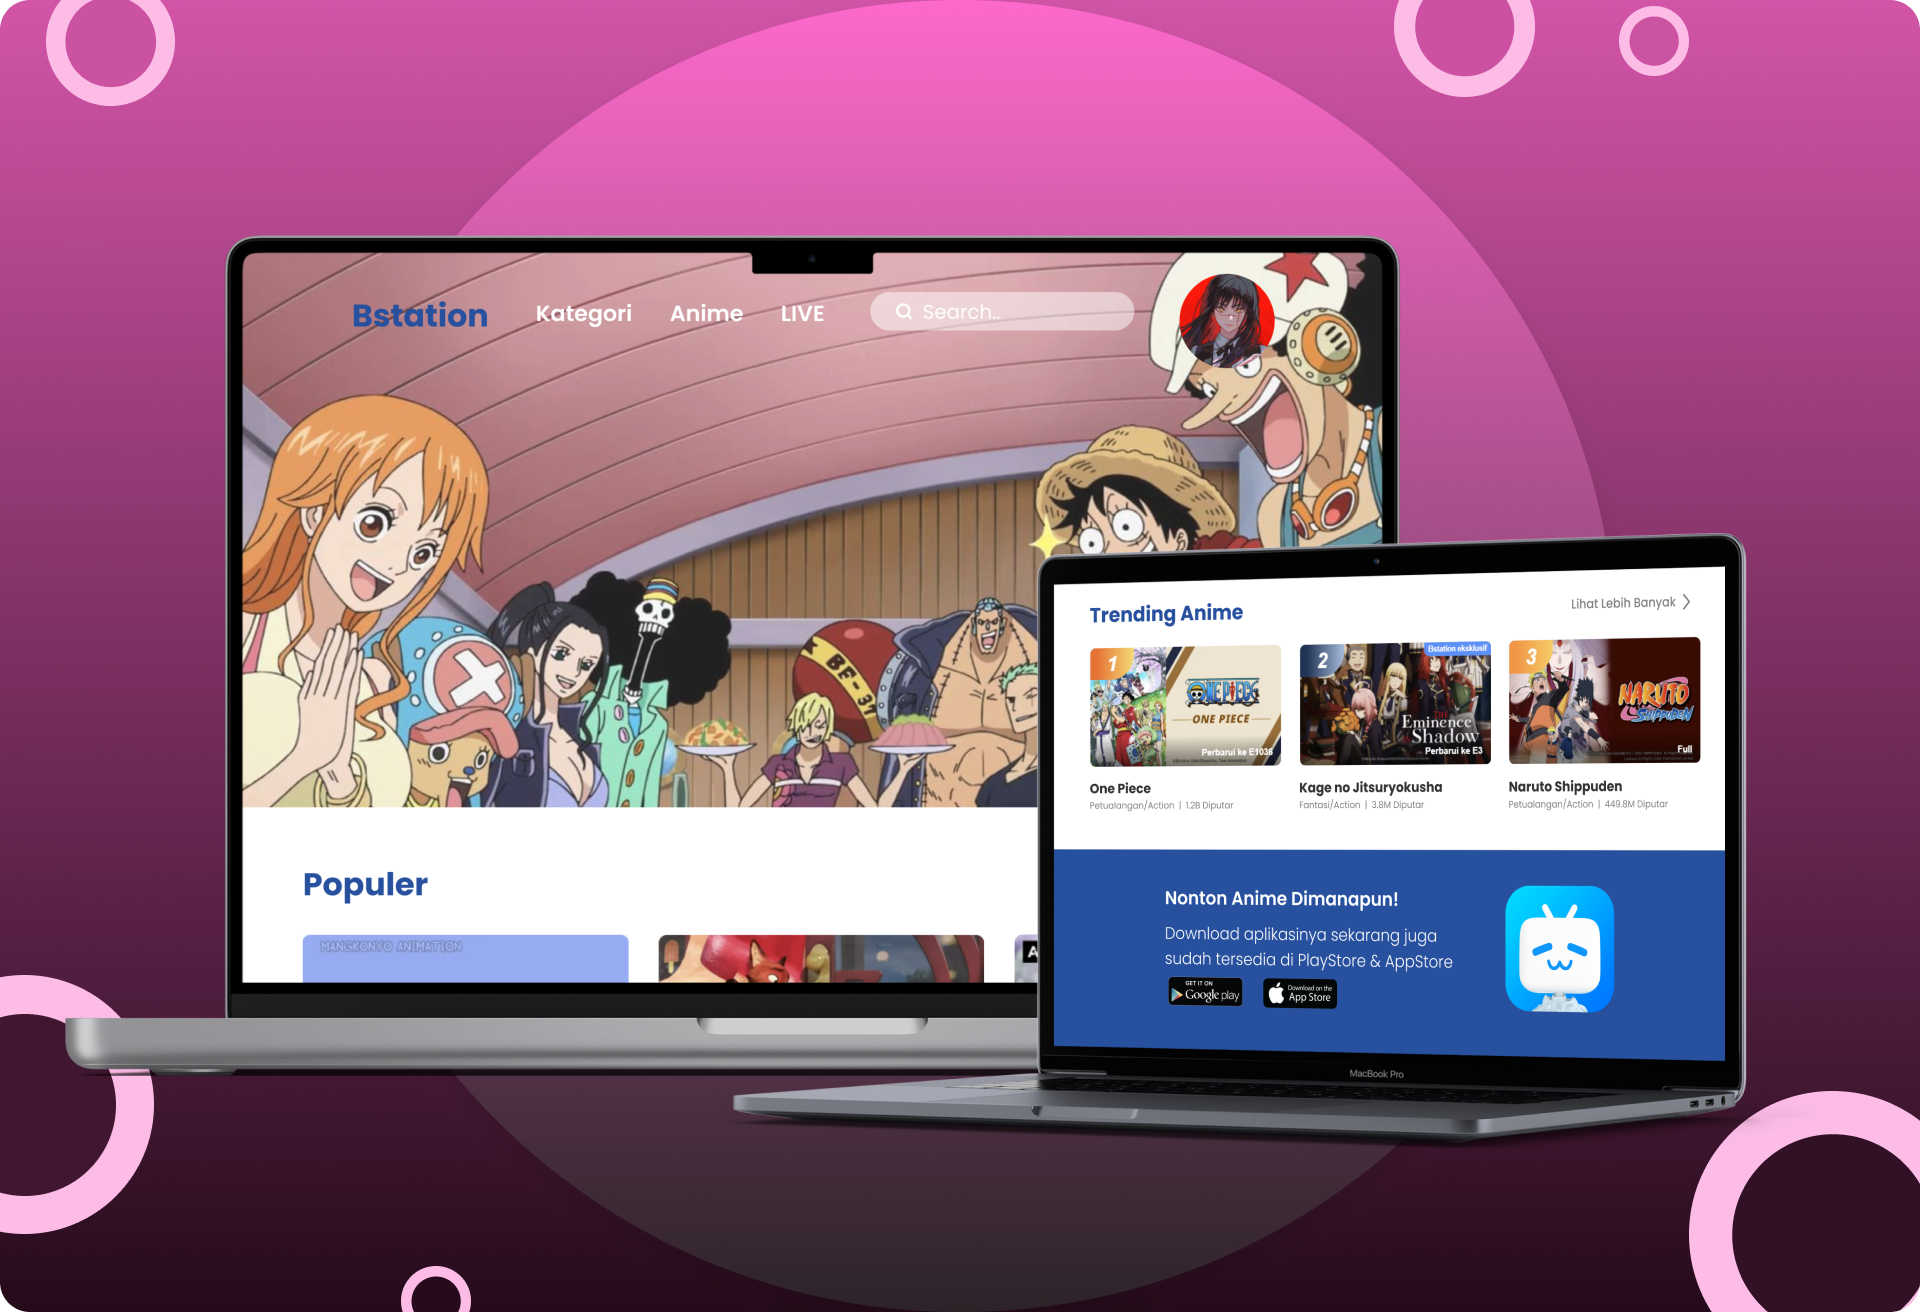 Bstation
Kategori
Anime
LIVE
Search..
BE-31
Populer
MANGKONYO ANIMATION
A
Trending Anime
Lihat Lebih Banyak
1
ONE PIECE
ONE PIECE
Perbarui ke E1036
2
Bstation eksklusif
THE
Eminence
Shadow
Perbarui ke E3
3
NARUTO
SHIPPUDEN
Full
One Piece
Petualangan/Action | 1.2B Diputar
Kage no Jitsuryokusha
Fantasi/Action | 3.8M Diputar
Naruto Shippuden
Petualangan/Action | 449.8M Diputar
Nonton Anime Dimanapun!
Download aplikasinya sekarang juga
sudah tersedia di PlayStore & AppStore
GET IT ON
Google play
Download on the
App Store
MacBook Pro